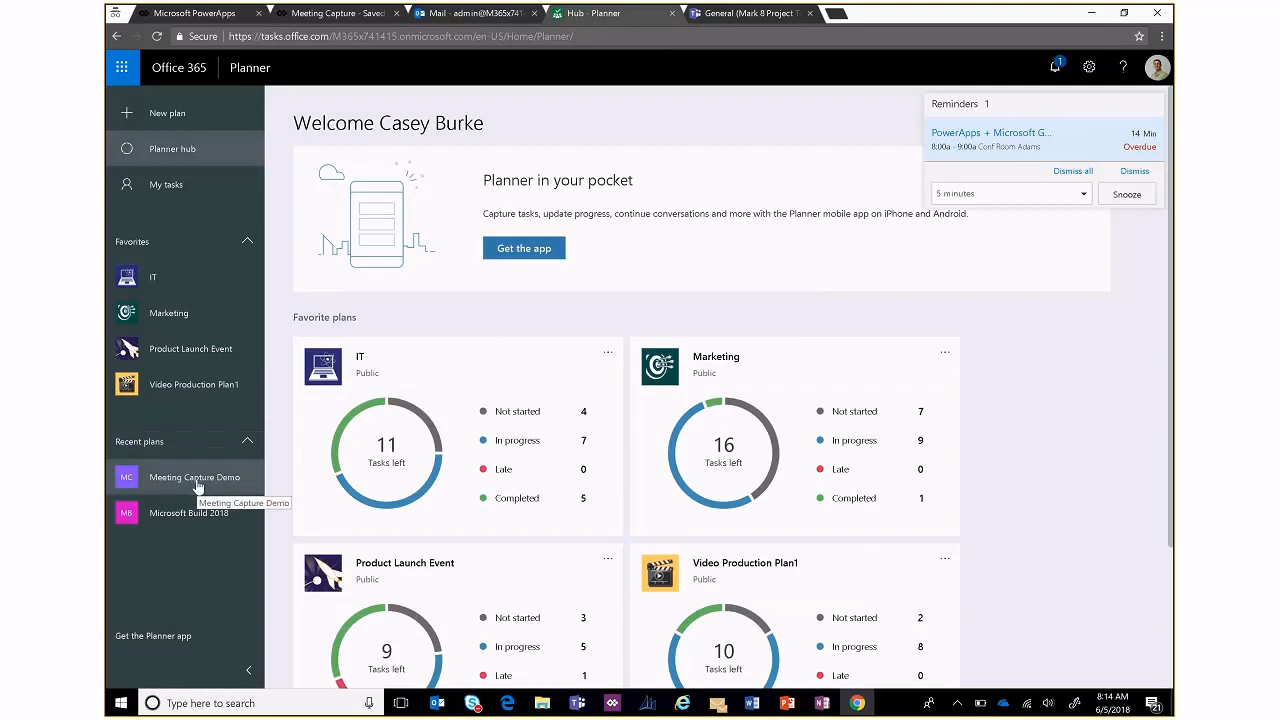 Microsoft PowerApps
Meeting Capture - Saved
Mail - admin@M365x741
Hub - Planner
General (Mark 8 Project T
Secure
https://tasks.office.com/M365x741415.onmicrosoft.com/en-US/Home/Planner/
Office 365
Planner
1
New plan
Planner hub
My tasks
Favorites
IT
Marketing
Product Launch Event
Video Production Plan1
Recent plans
MC
Meeting Capture Demo
Meeting Capture Demo
MB
Microsoft Build 2018
Get the Planner app
Welcome Casey Burke
Planner in your pocket
Capture tasks, update progress, continue conversations and more with the Planner mobile app on iPhone and Android.
Get the app
Reminders 1
PowerApps + Microsoft G...
14 Min
8:00a - 9:00a Conf Room Adams
Overdue
Dismiss all
Dismiss
5 minutes
Snooze
Favorite plans
IT
Public
11
Tasks left
Not started 4
In progress 7
Late 0
Completed 5
Marketing
Public
16
Tasks left
Not started 7
In progress 9
Late 0
Completed 1
Product Launch Event
Public
9
Tasks left
Not started 3
In progress 5
Late 1
Video Production Plan1
Public
10
Tasks left
Not started 2
In progress 8
Late 0
Type here to search
8:14 AM
6/5/2018
21